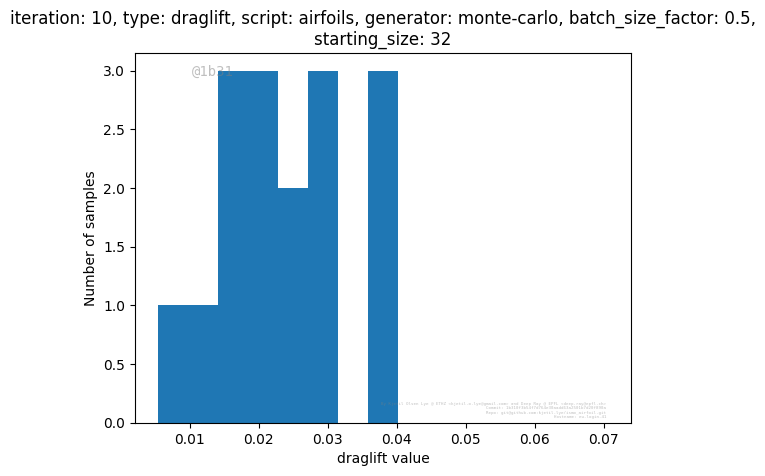 iteration: 10, type: draglift, script: airfoils, generator: monte-carlo, batch_size_factor: 0.5,
starting_size: 32
@1b31
3.0
2.5
2.0
1.5
1.0
0.5
0.0
Number of samples
0.01 0.02 0.03 0.04 0.05 0.06 0.07
draglift value